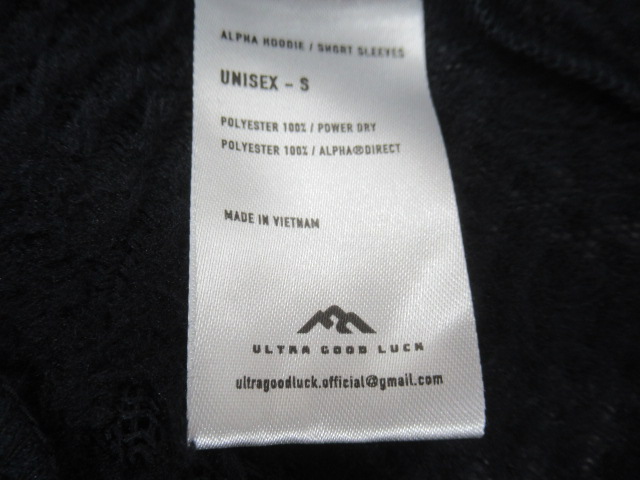 ALPHA HOODIE / SHORT SLEEVES
UNISEX - S
POLYESTER 100% / POWER DRY
POLYESTER 100% / ALPHA®DIRECT
MADE IN VIETNAM
ULTRA GOOD LUCK
ultragoodluck.official@gmail.com